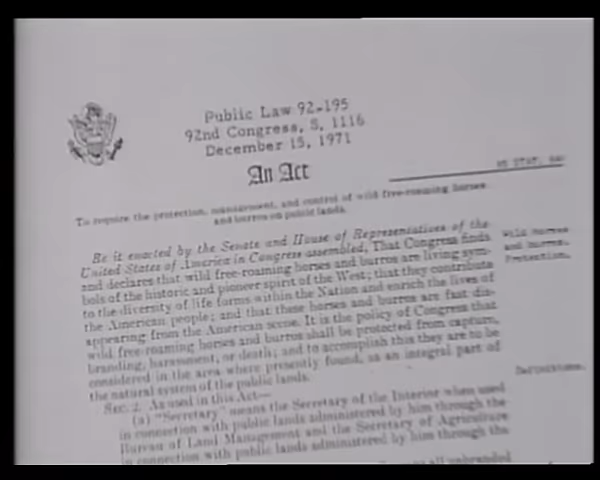 Public Law 92-195
92nd Congress, S. 1116
December 15, 1971
An Act
85 STAT. 649
To require the protection, management, and control of wild free-roaming horses
and burros on public lands.
Be it enacted by the Senate and House of Representatives of the
United States of America in Congress assembled, That Congress finds
and declares that wild free-roaming horses and burros are living sym-
bols of the historic and pioneer spirit of the West; that they contribute
to the diversity of life forms within the Nation and enrich the lives of
the American people; and that these horses and burros are fast dis-
appearing from the American scene. It is the policy of Congress that
wild free-roaming horses and burros shall be protected from capture,
branding, harassment, or death; and to accomplish this they are to be
considered in the area where presently found, as an integral part of
the natural system of the public lands.
Wild horses
and burros.
Protection.
SEC. 2. As used in this Act—
Definitions.
(a) "Secretary" means the Secretary of the Interior when used
in connection with public lands administered by him through the
Bureau of Land Management and the Secretary of Agriculture
in connection with public lands administered by him through the
all unbranded